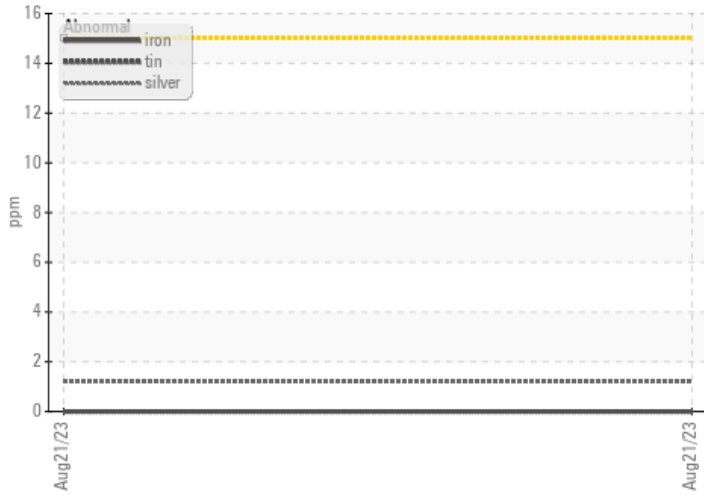 16
Abnormal
iron
tin
silver
14
12
10
8
6
4
2
0
ppm
Aug21/23
Aug21/23